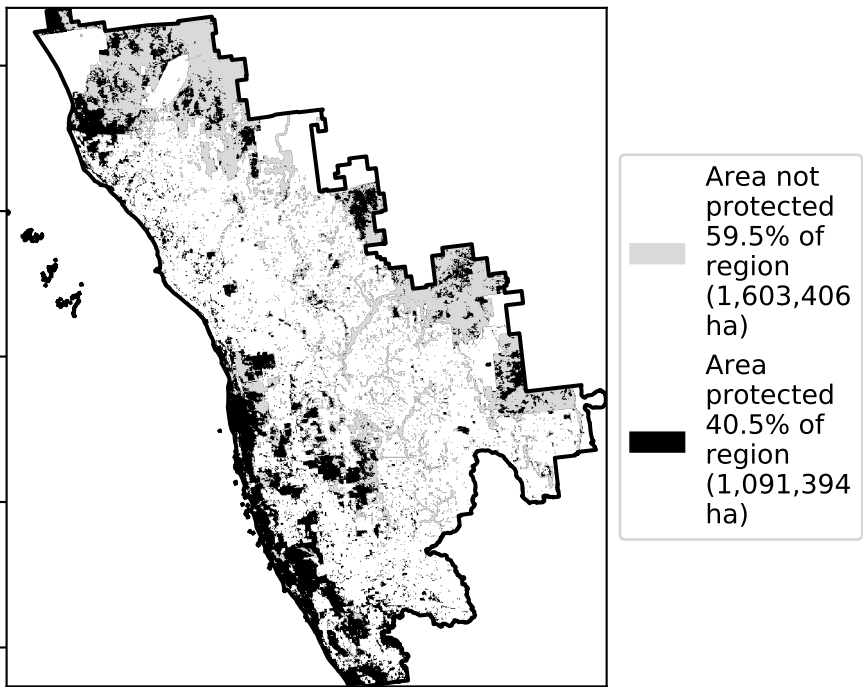 Area not
protected
59.5% of
region
(1,603,406
ha)
Area
protected
40.5% of
region
(1,091,394
ha)